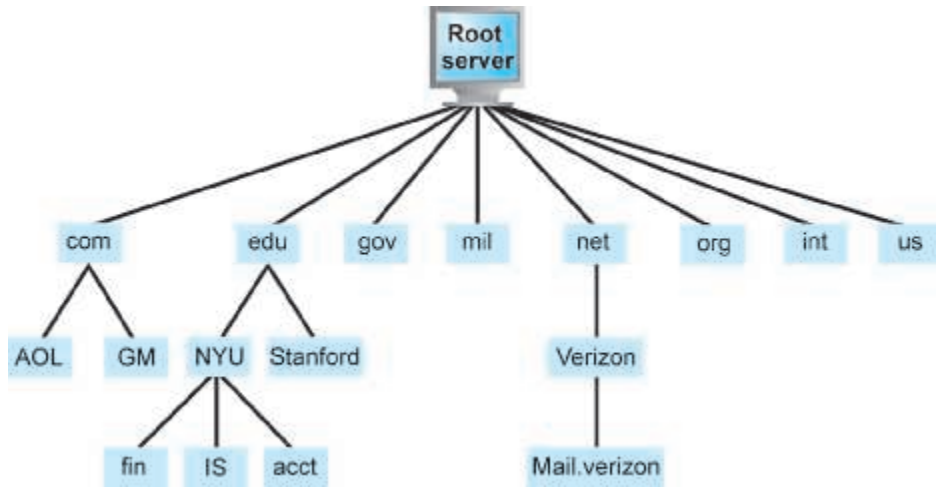 Root
server
com
edu
gov
mil
net
org
int
us
AOL
GM
NYU
Stanford
Verizon
fin
IS
acct
Mail.verizon